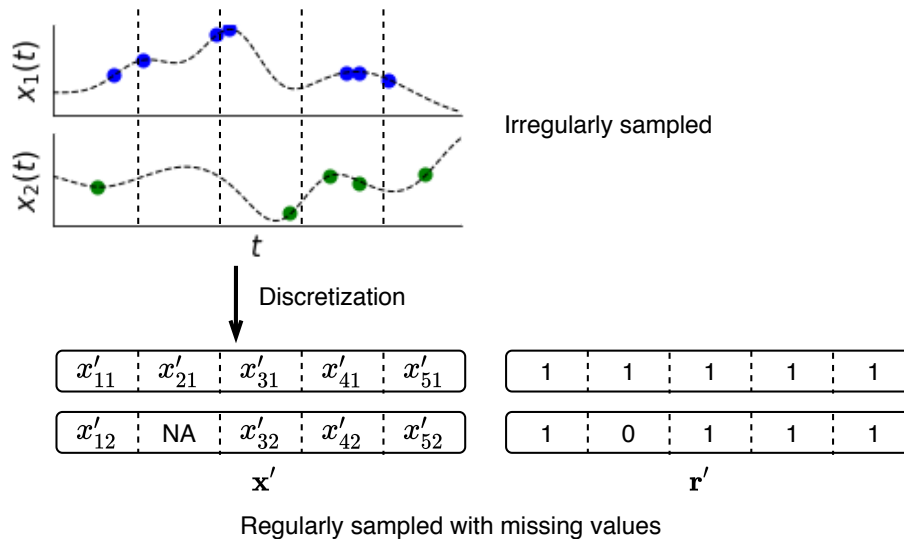 x₁(t)
Irregularly sampled
x₂(t)
t
Discretization
x′₁₁ x′₂₁ x′₃₁ x′₄₁ x′₅₁ 1 1 1 1 1
x′₁₂ NA x′₃₂ x′₄₂ x′₅₂ 1 0 1 1 1
x′ r′
Regularly sampled with missing values